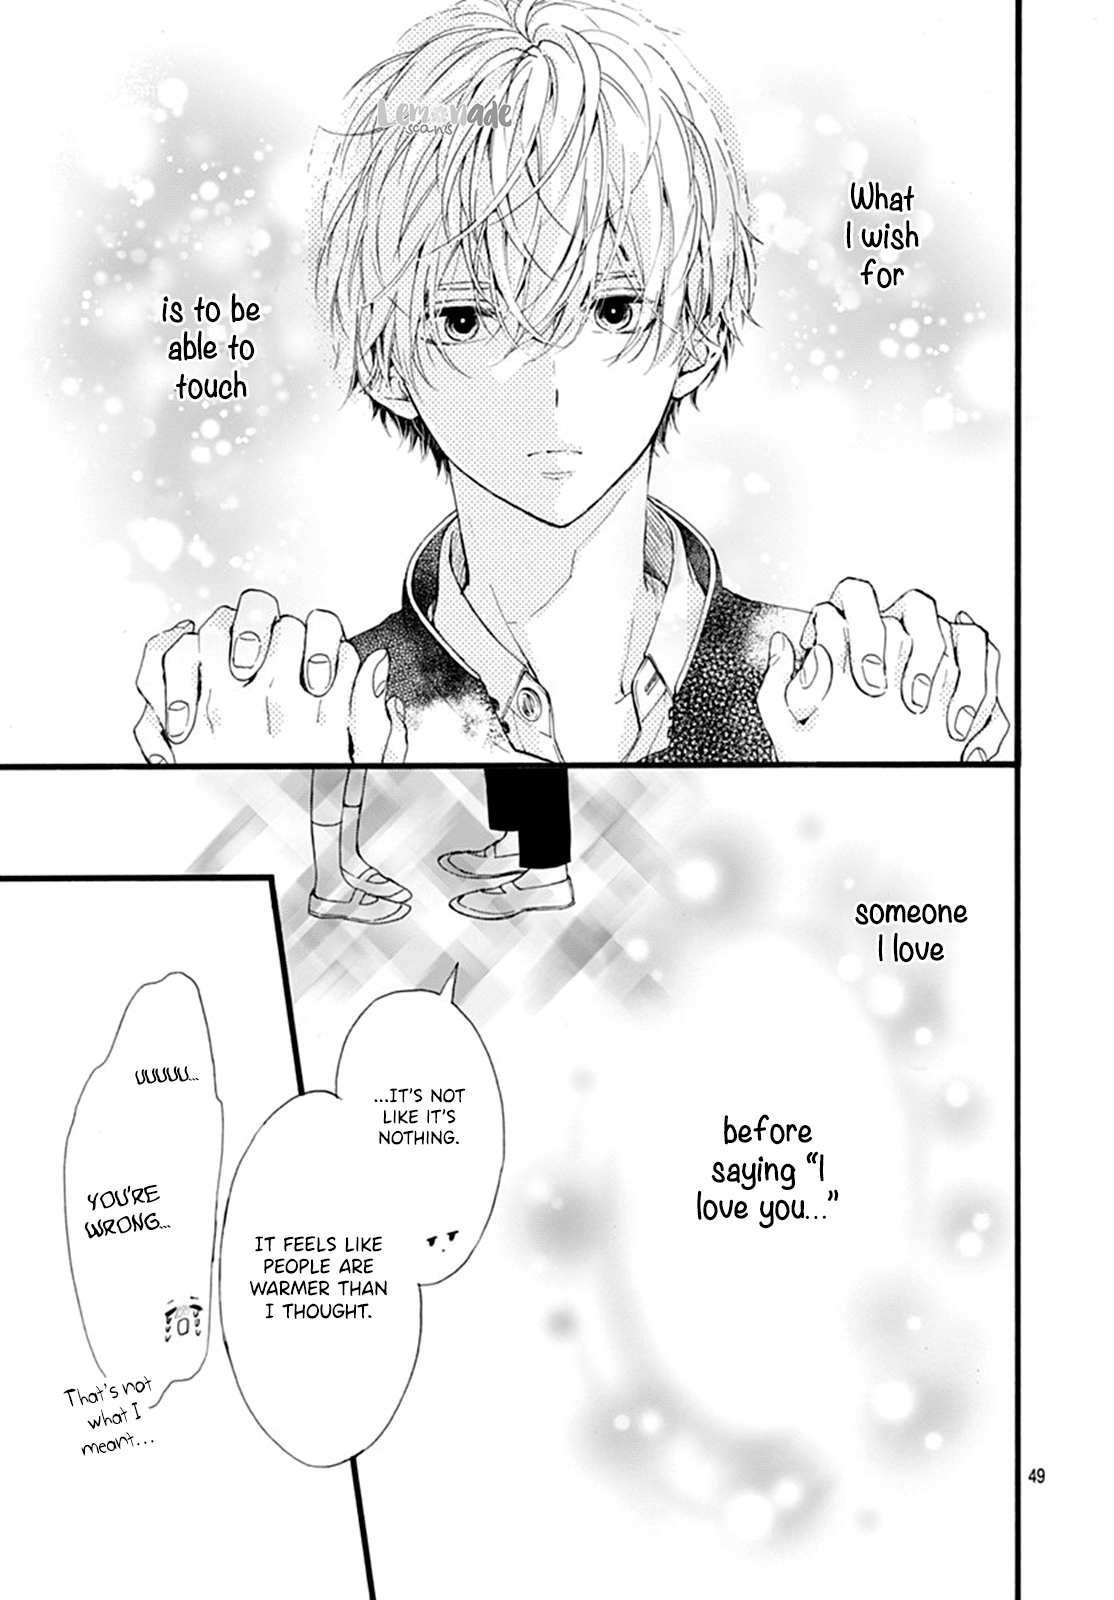 Lemonade
scans
What
I wish
for
is to be
able to
touch
someone
I love
before
saying “I
love you...”
...IT'S NOT
LIKE IT'S
NOTHING.
IT FEELS LIKE
PEOPLE ARE
WARMER THAN
I THOUGHT.
UUUUU...
YOU'RE
WRONG...
That's not
what I
meant...
49